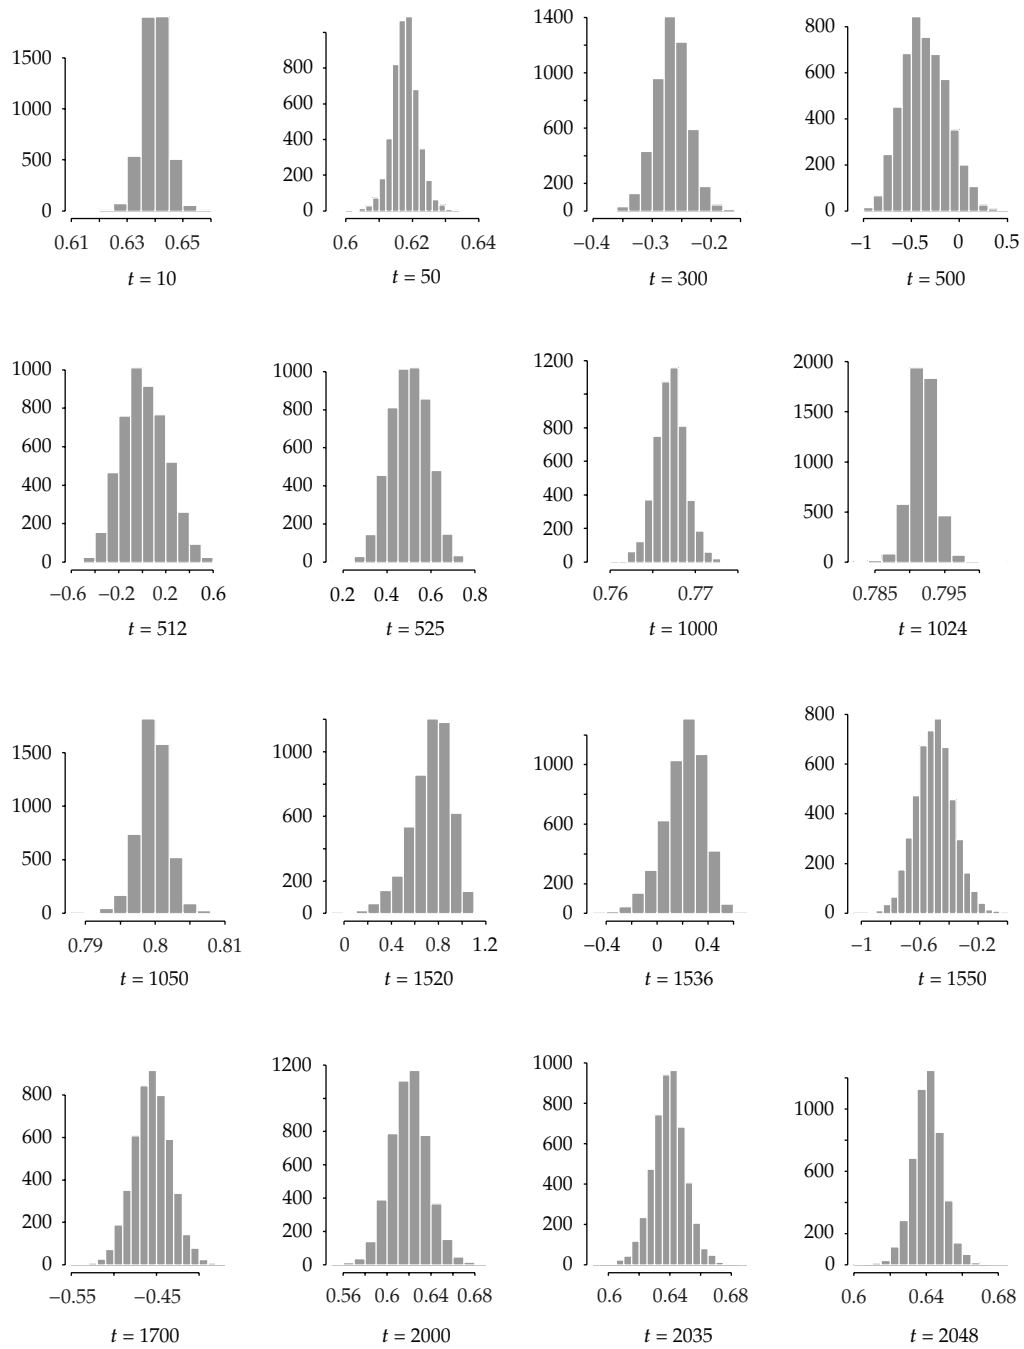 1500 1000 500 0
0.61 0.63 0.65
t = 10
800 600 400 200 0
0.6 0.62 0.64
t = 50
1400 1000 600 200 0
−0.4 −0.3 −0.2
t = 300
800 600 400 200 0
−1 −0.5 0 0.5
t = 500
1000 800 600 400 200 0
−0.6 −0.2 0.2 0.6
t = 512
1000 800 600 400 200 0
0.2 0.4 0.6 0.8
t = 525
1200 800 600 400 200 0
0.76 0.77
t = 1000
2000 1500 500 0
0.785 0.795
t = 1024
1500 1000 500 0
0.79 0.8 0.81
t = 1050
1000 600 200 0
0 0.4 0.8 1.2
t = 1520
1000 600 200 0
−0.4 0 0.4
t = 1536
800 600 400 200 0
−1 −0.6 −0.2
t = 1550
800 600 400 200 0
−0.55 −0.45
t = 1700
1200 1000 800 600 400 200 0
0.56 0.6 0.64 0.68
t = 2000
1000 800 600 400 200 0
0.6 0.64 0.68
t = 2035
1000 600 200 0
0.6 0.64 0.68
t = 2048